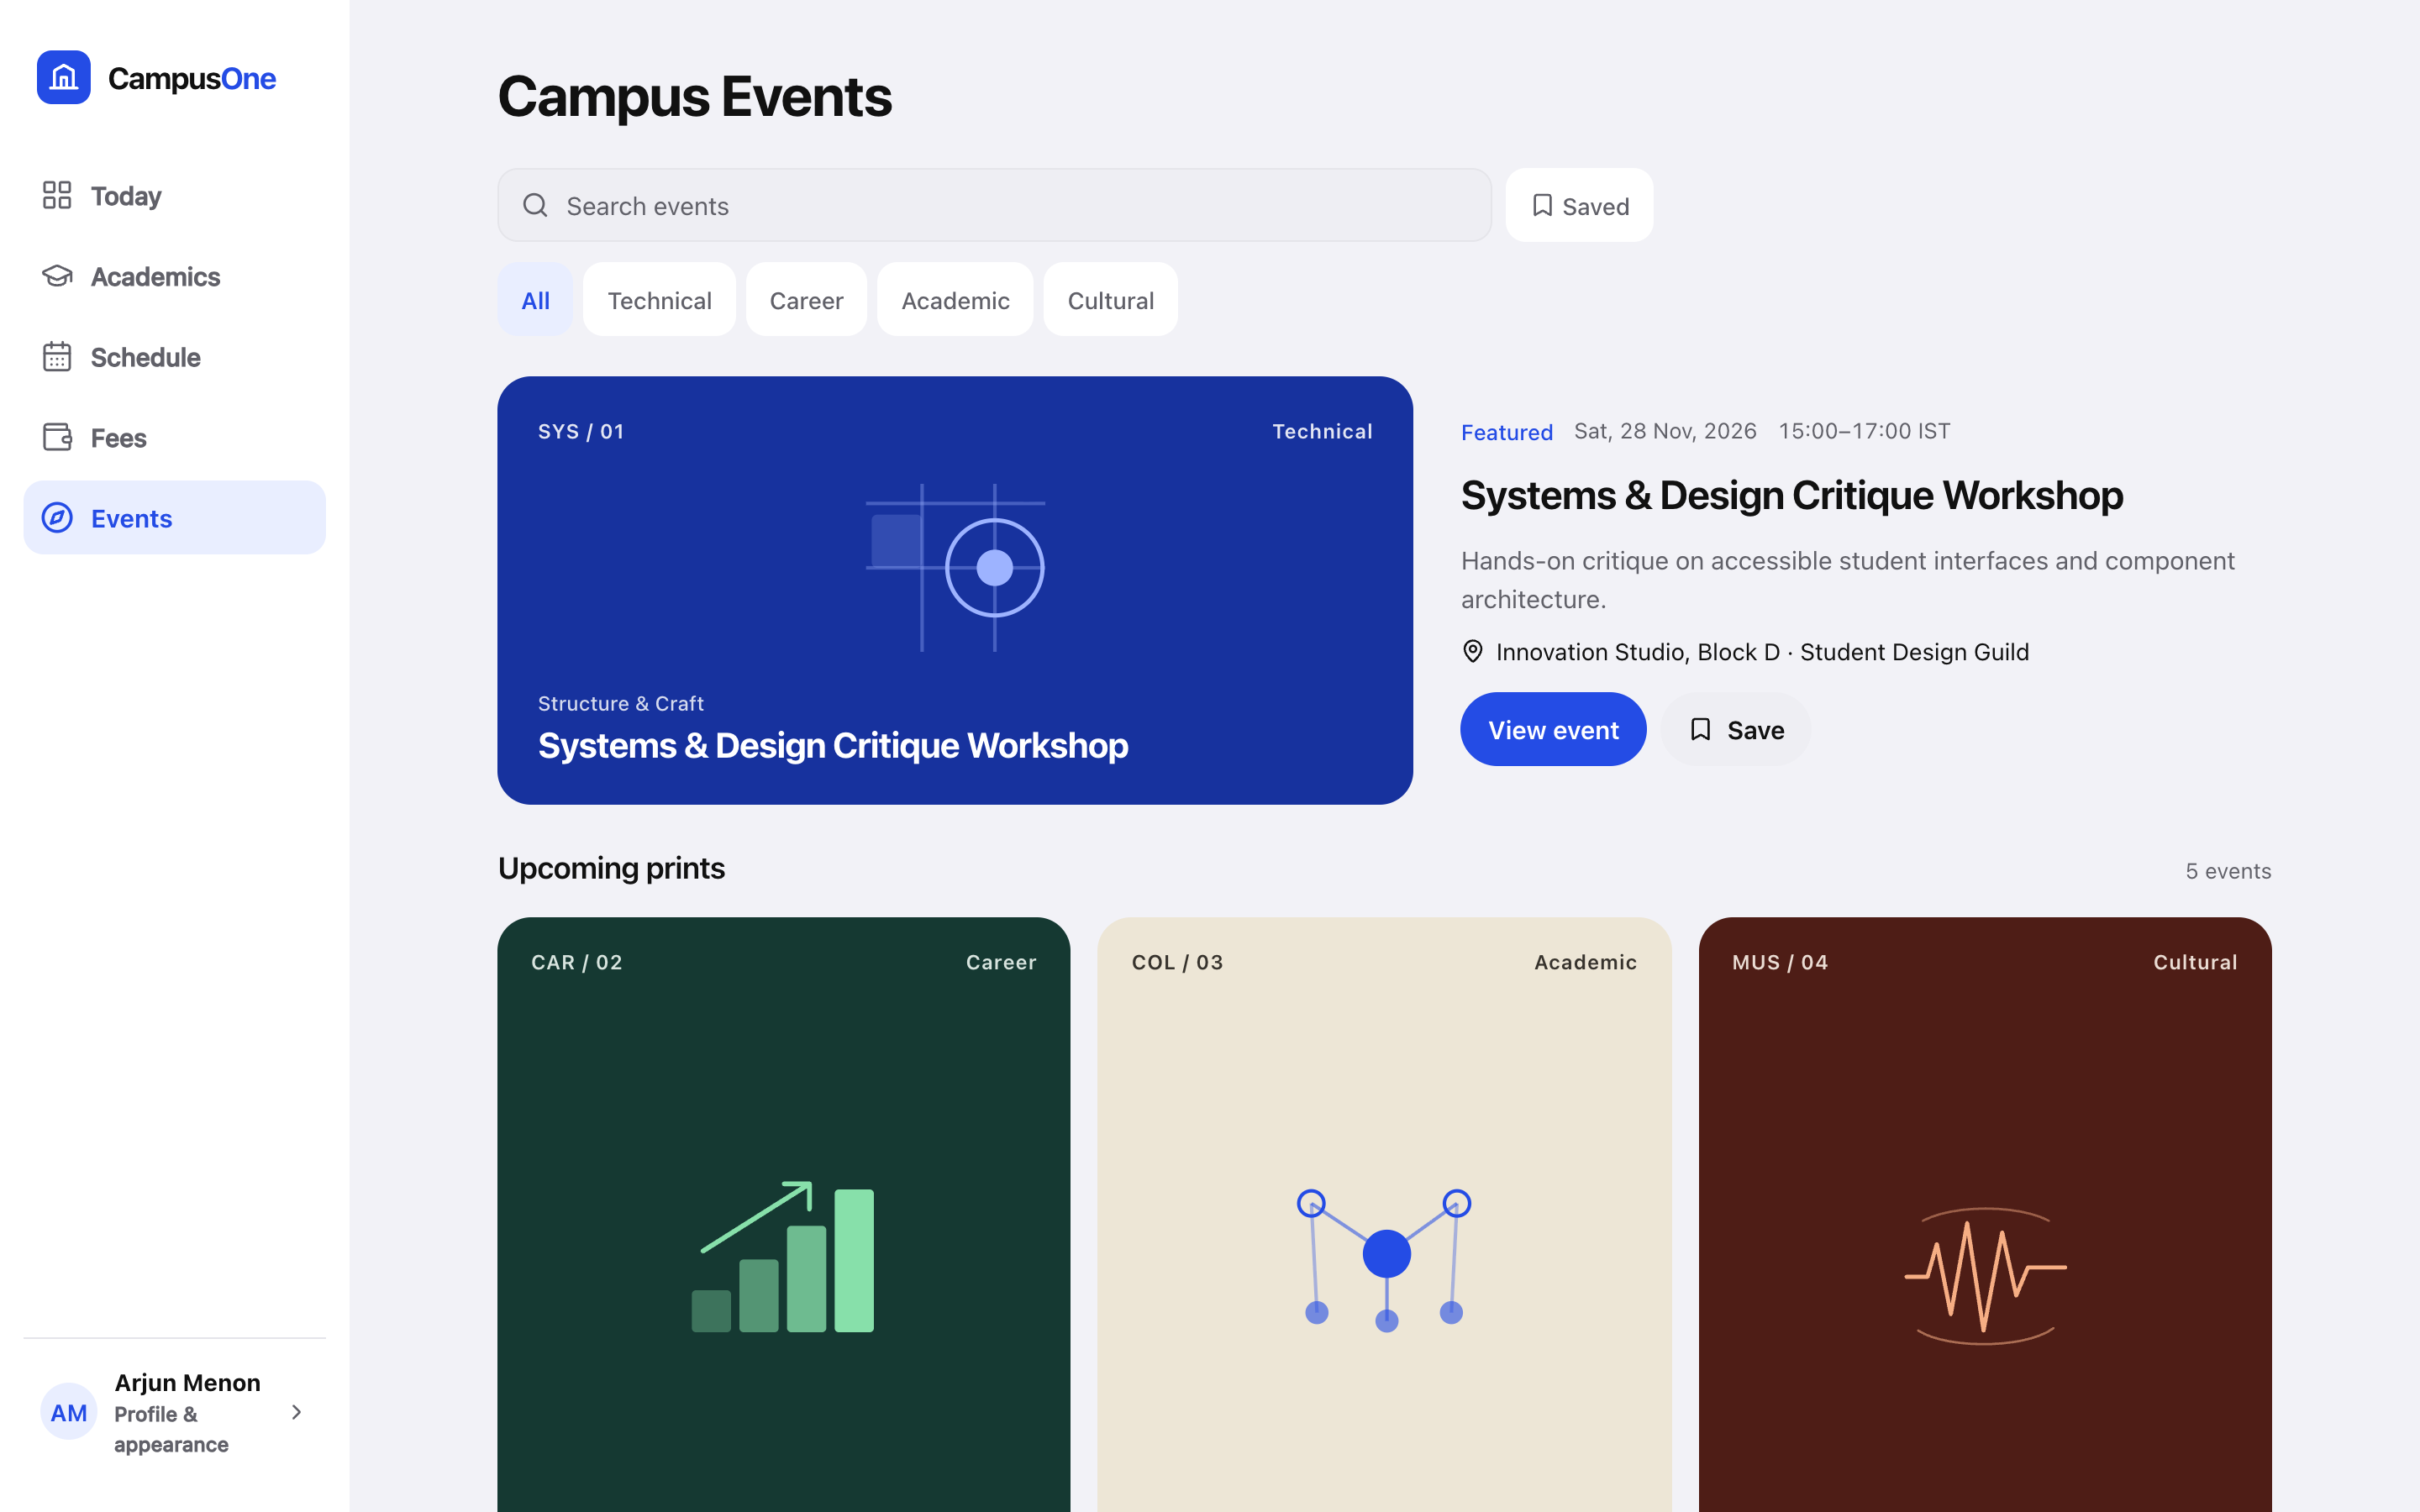 CampusOne
Today
Academics
Schedule
Fees
Events
Arjun Menon
Profile &
appearance
AM
Campus Events
Search events
Saved
All
Technical
Career
Academic
Cultural
SYS / 01
Technical
Structure & Craft
Systems & Design Critique Workshop
Featured Sat, 28 Nov, 2026 15:00–17:00 IST
Systems & Design Critique Workshop
Hands-on critique on accessible student interfaces and component
architecture.
Innovation Studio, Block D · Student Design Guild
View event
Save
Upcoming prints
5 events
CAR / 02
Career
COL / 03
Academic
MUS / 04
Cultural